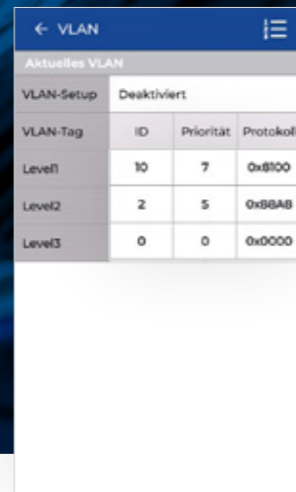 ← VLAN
Aktuelles VLAN
VLAN-Setup Deaktiviert
VLAN-Tag ID Priorität Protokoll
Level1 10 7 0x8100
Level2 2 5 0x88A8
Level3 0 0 0x0000